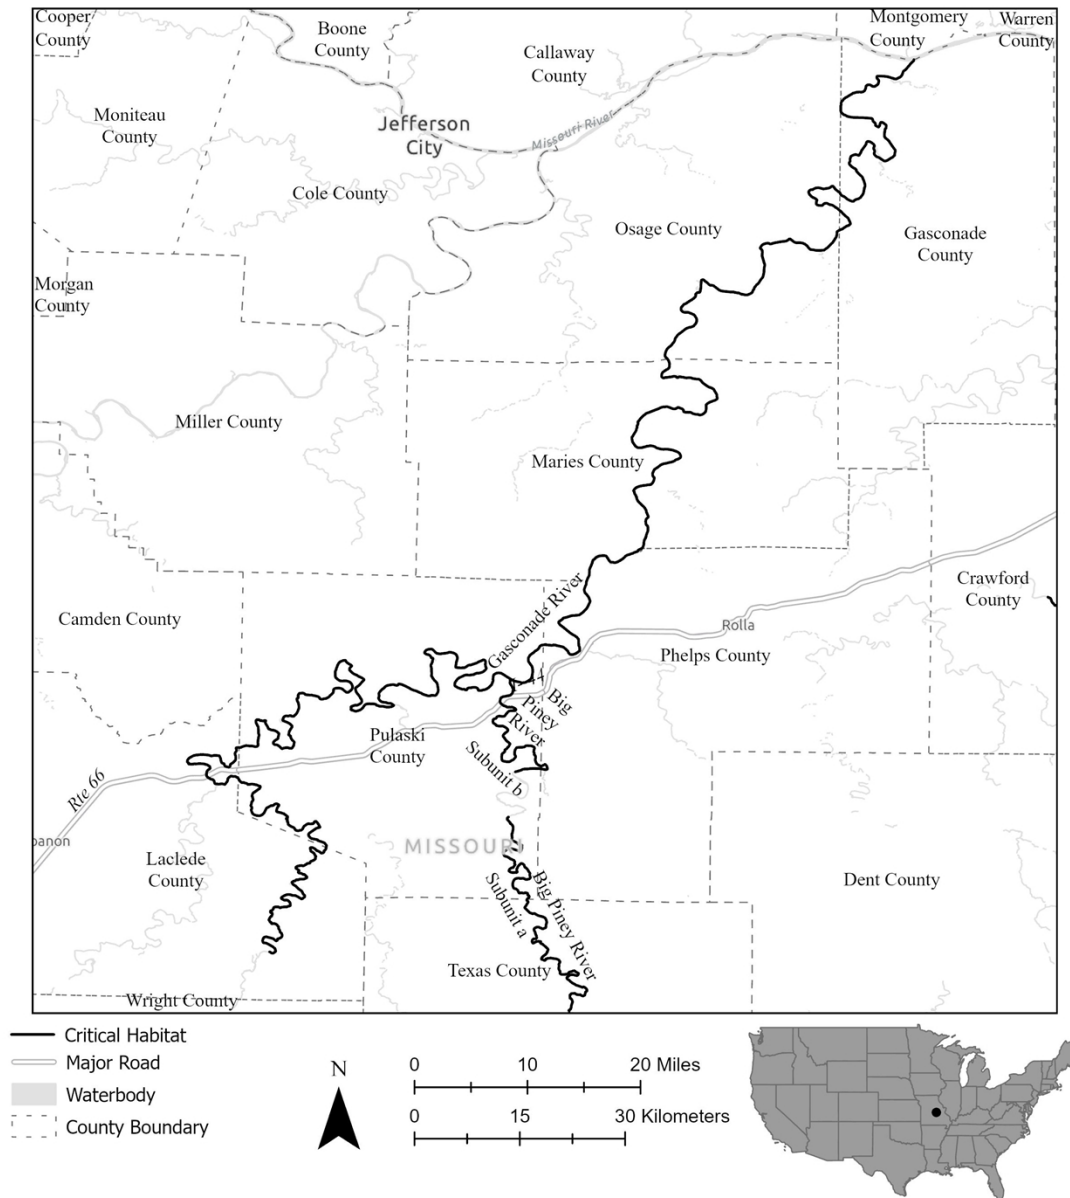 Cooper
County
Boone
County
Callaway
County
Montgomery
County
Warren
County
Moniteau
County
Jefferson
City
Missouri River
Cole County
Osage County
Gasconade
County
Morgan
County
Miller County
Maries County
Camden County
Gasconade River
Crawford
County
Rolla
Phelps County
Big
Piney
River
Pulaski
County
Subunit b
Rte 66
banon
MISSOURI
Laclede
County
Subunit a
Big Piney River
Dent County
Texas County
Wright County
Critical Habitat
Major Road
Waterbody
County Boundary
N
0 10 20 Miles
0 15 30 Kilometers